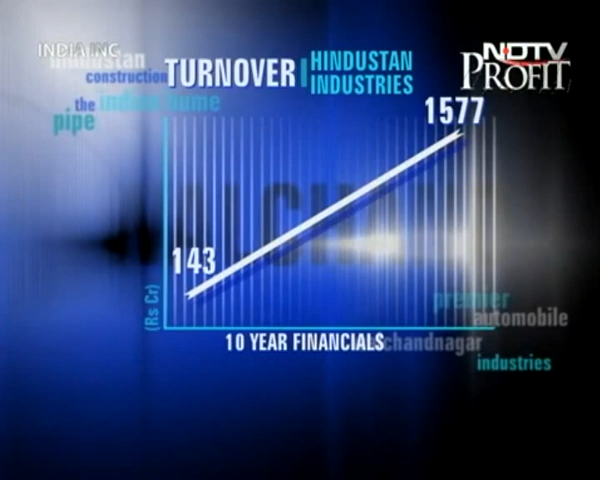 INDIA INC
NDTV
PROFIT
hindustan
construction
TURNOVER
HINDUSTAN
INDUSTRIES
the indian hume
pipe
1577
143
(Rs Cr)
10 YEAR FINANCIALS
premier
automobile
walchandnagar
industries